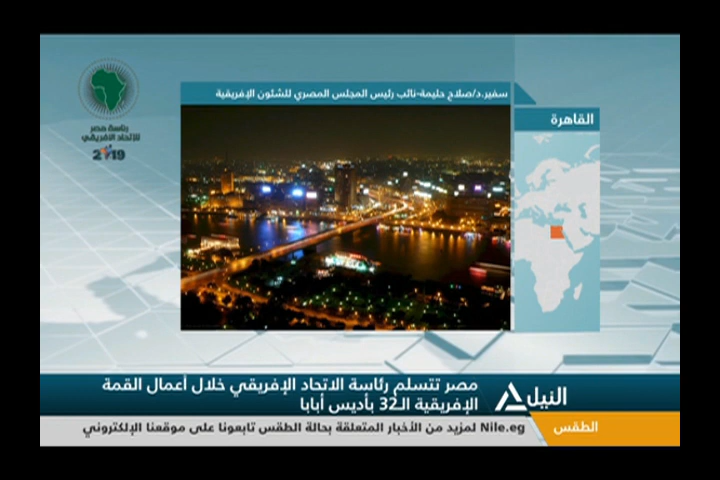 رئاسة مصر
للإتحاد الافريقي
2019
سفير.د/صلاح حليمة-نائب رئيس المجلس المصري للشئون الإفريقية
القاهرة
مصر تتسلم رئاسة الاتحاد الإفريقي خلال أعمال القمة
الإفريقية الـ32 بأديس أبابا
النيل
الطقس
Nile.eg لمزيد من الأخبار المتعلقة بحالة الطقس تابعونا على موقعنا الإلكتروني